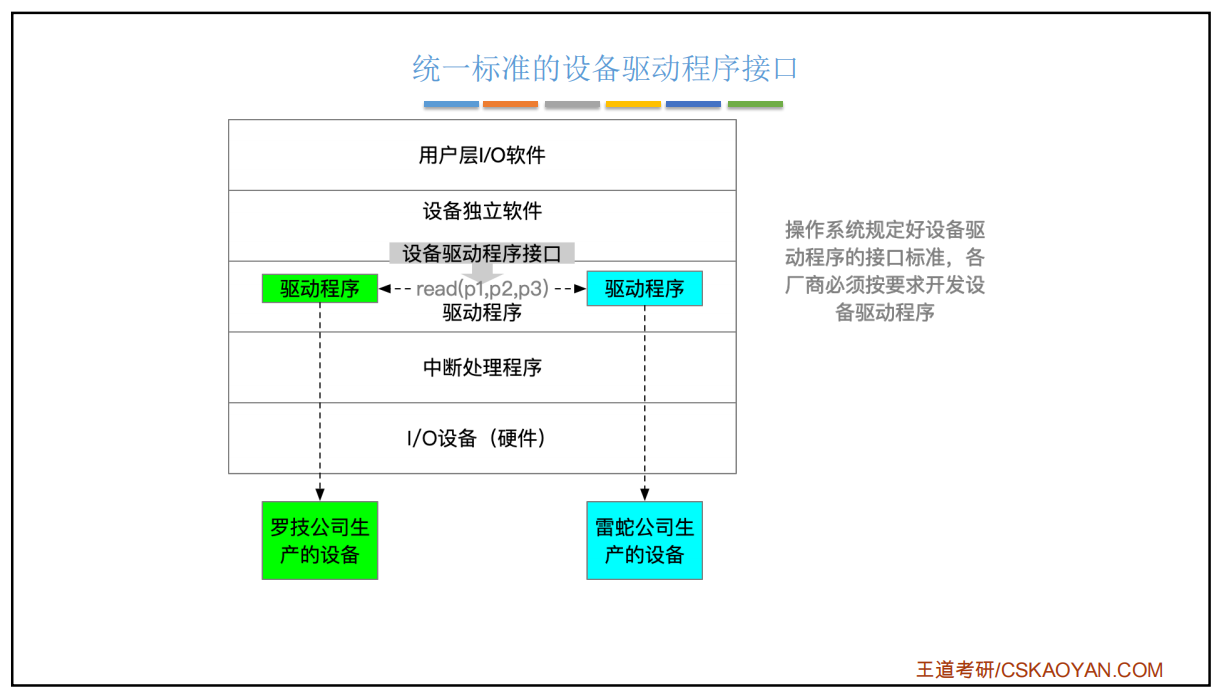 统一标准的设备驱动程序接口
用户层I/O软件
设备独立软件
设备驱动程序接口
驱动程序
read(p1,p2,p3)
驱动程序
驱动程序
中断处理程序
I/O设备（硬件）
罗技公司生
产的设备
雷蛇公司生
产的设备
操作系统规定好设备驱
动程序的接口标准，各
厂商必须按要求开发设
备驱动程序
王道考研/CSKAOYAN.COM